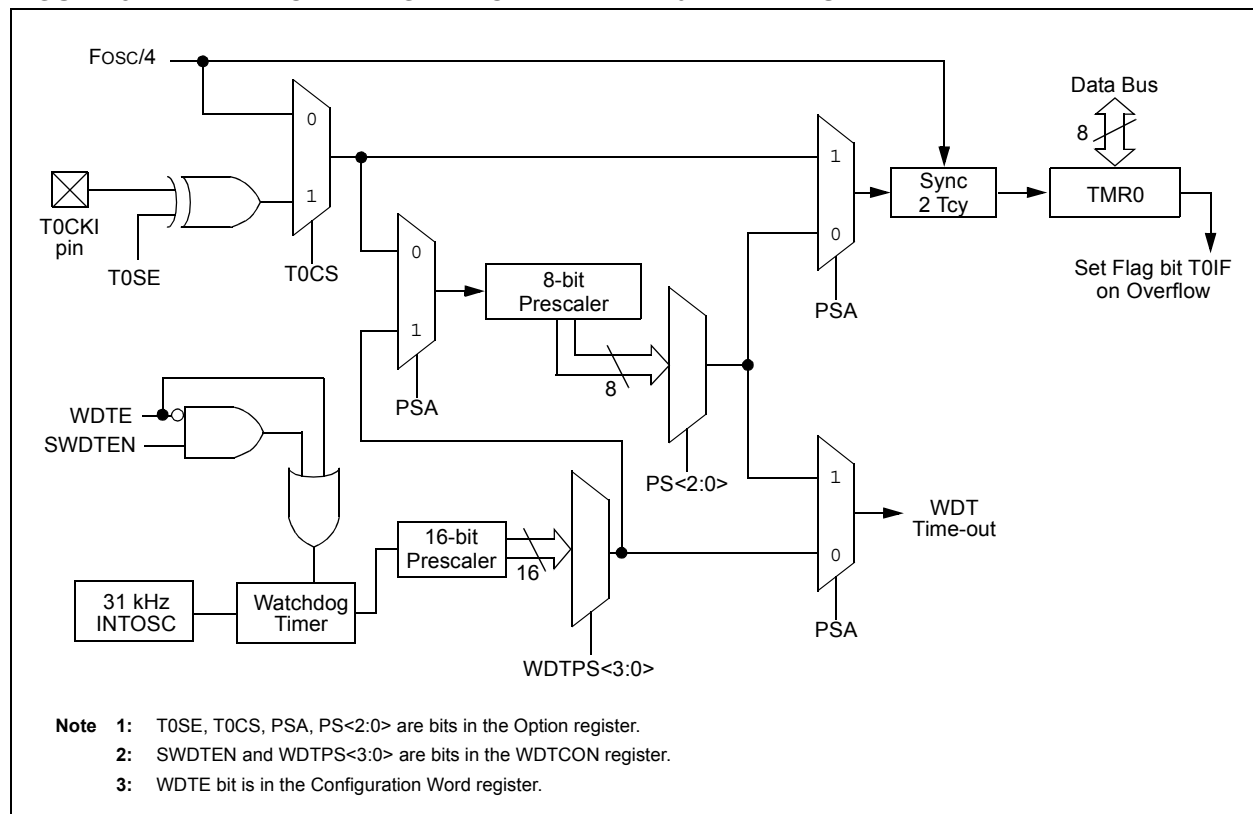 FOSC/4
0
1
T0CKI
pin
T0SE
T0CS
0
1
PSA
8-bit
Prescaler
8
PS<2:0>
1
0
PSA
Sync
2 TCY
Data Bus
8
TMR0
Set Flag bit T0IF
on Overflow
WDTE
SWDTEN
31 kHz
INTOSC
Watchdog
Timer
16-bit
Prescaler
16
WDTPS<3:0>
1
0
PSA
WDT
Time-out
Note 1: T0SE, T0CS, PSA, PS<2:0> are bits in the Option register.
2: SWDTEN and WDTPS<3:0> are bits in the WDTCON register.
3: WDTE bit is in the Configuration Word register.